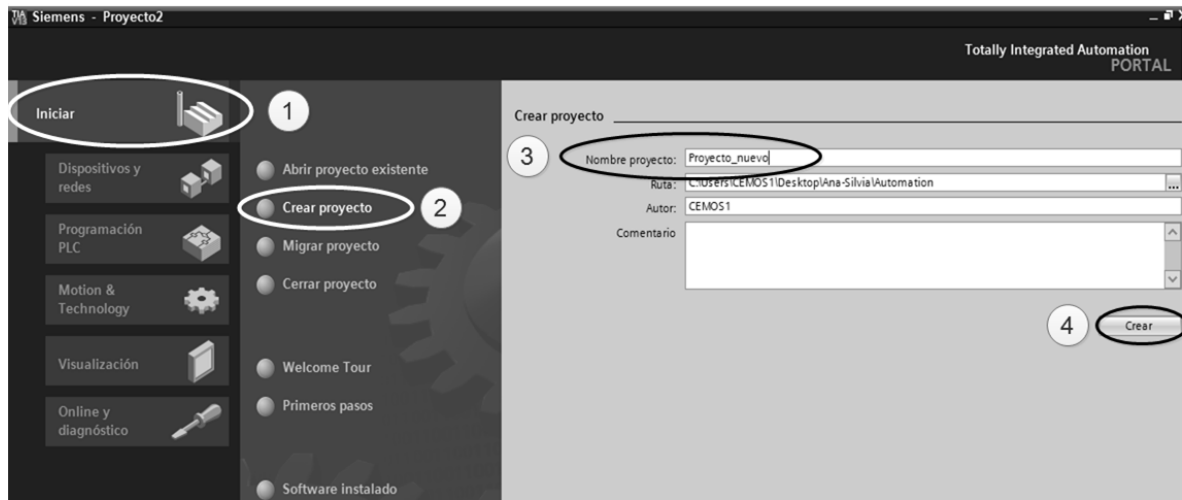 Siemens - Proyecto2
Totally Integrated Automation
PORTAL
Iniciar
1
Dispositivos y
redes
Programación
PLC
Motion &
Technology
Visualización
Online y
diagnóstico
Abrir proyecto existente
Crear proyecto
2
Migrar proyecto
Cerrar proyecto
Welcome Tour
Primeros pasos
Software instalado
Crear proyecto
3
Nombre proyecto: Proyecto_nuevo
Ruta: C:\Users\CEMOS1\Desktop\Ana-Silvia\Automation ...
Autor: CEMOS1
Comentario
4
Crear